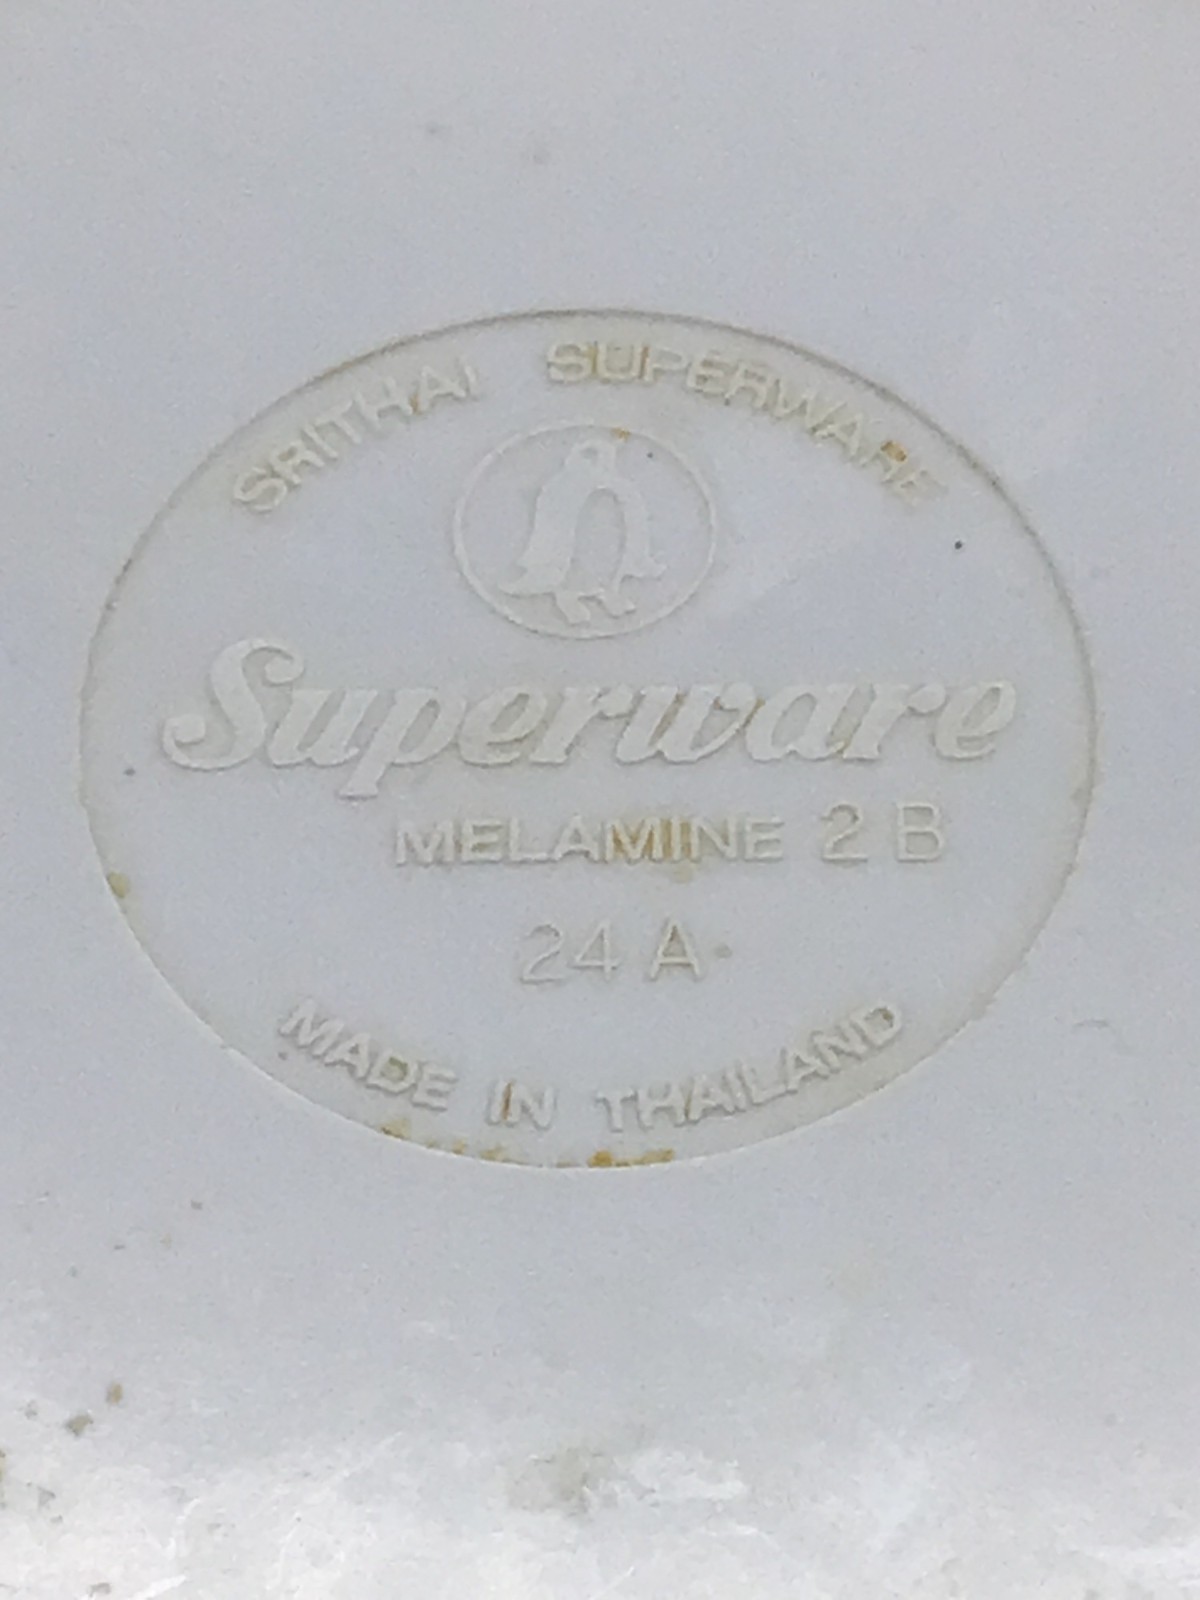 SRITHAI SUPERWARE
Superware
MELAMINE 2 B
24 A
MADE IN THAILAND